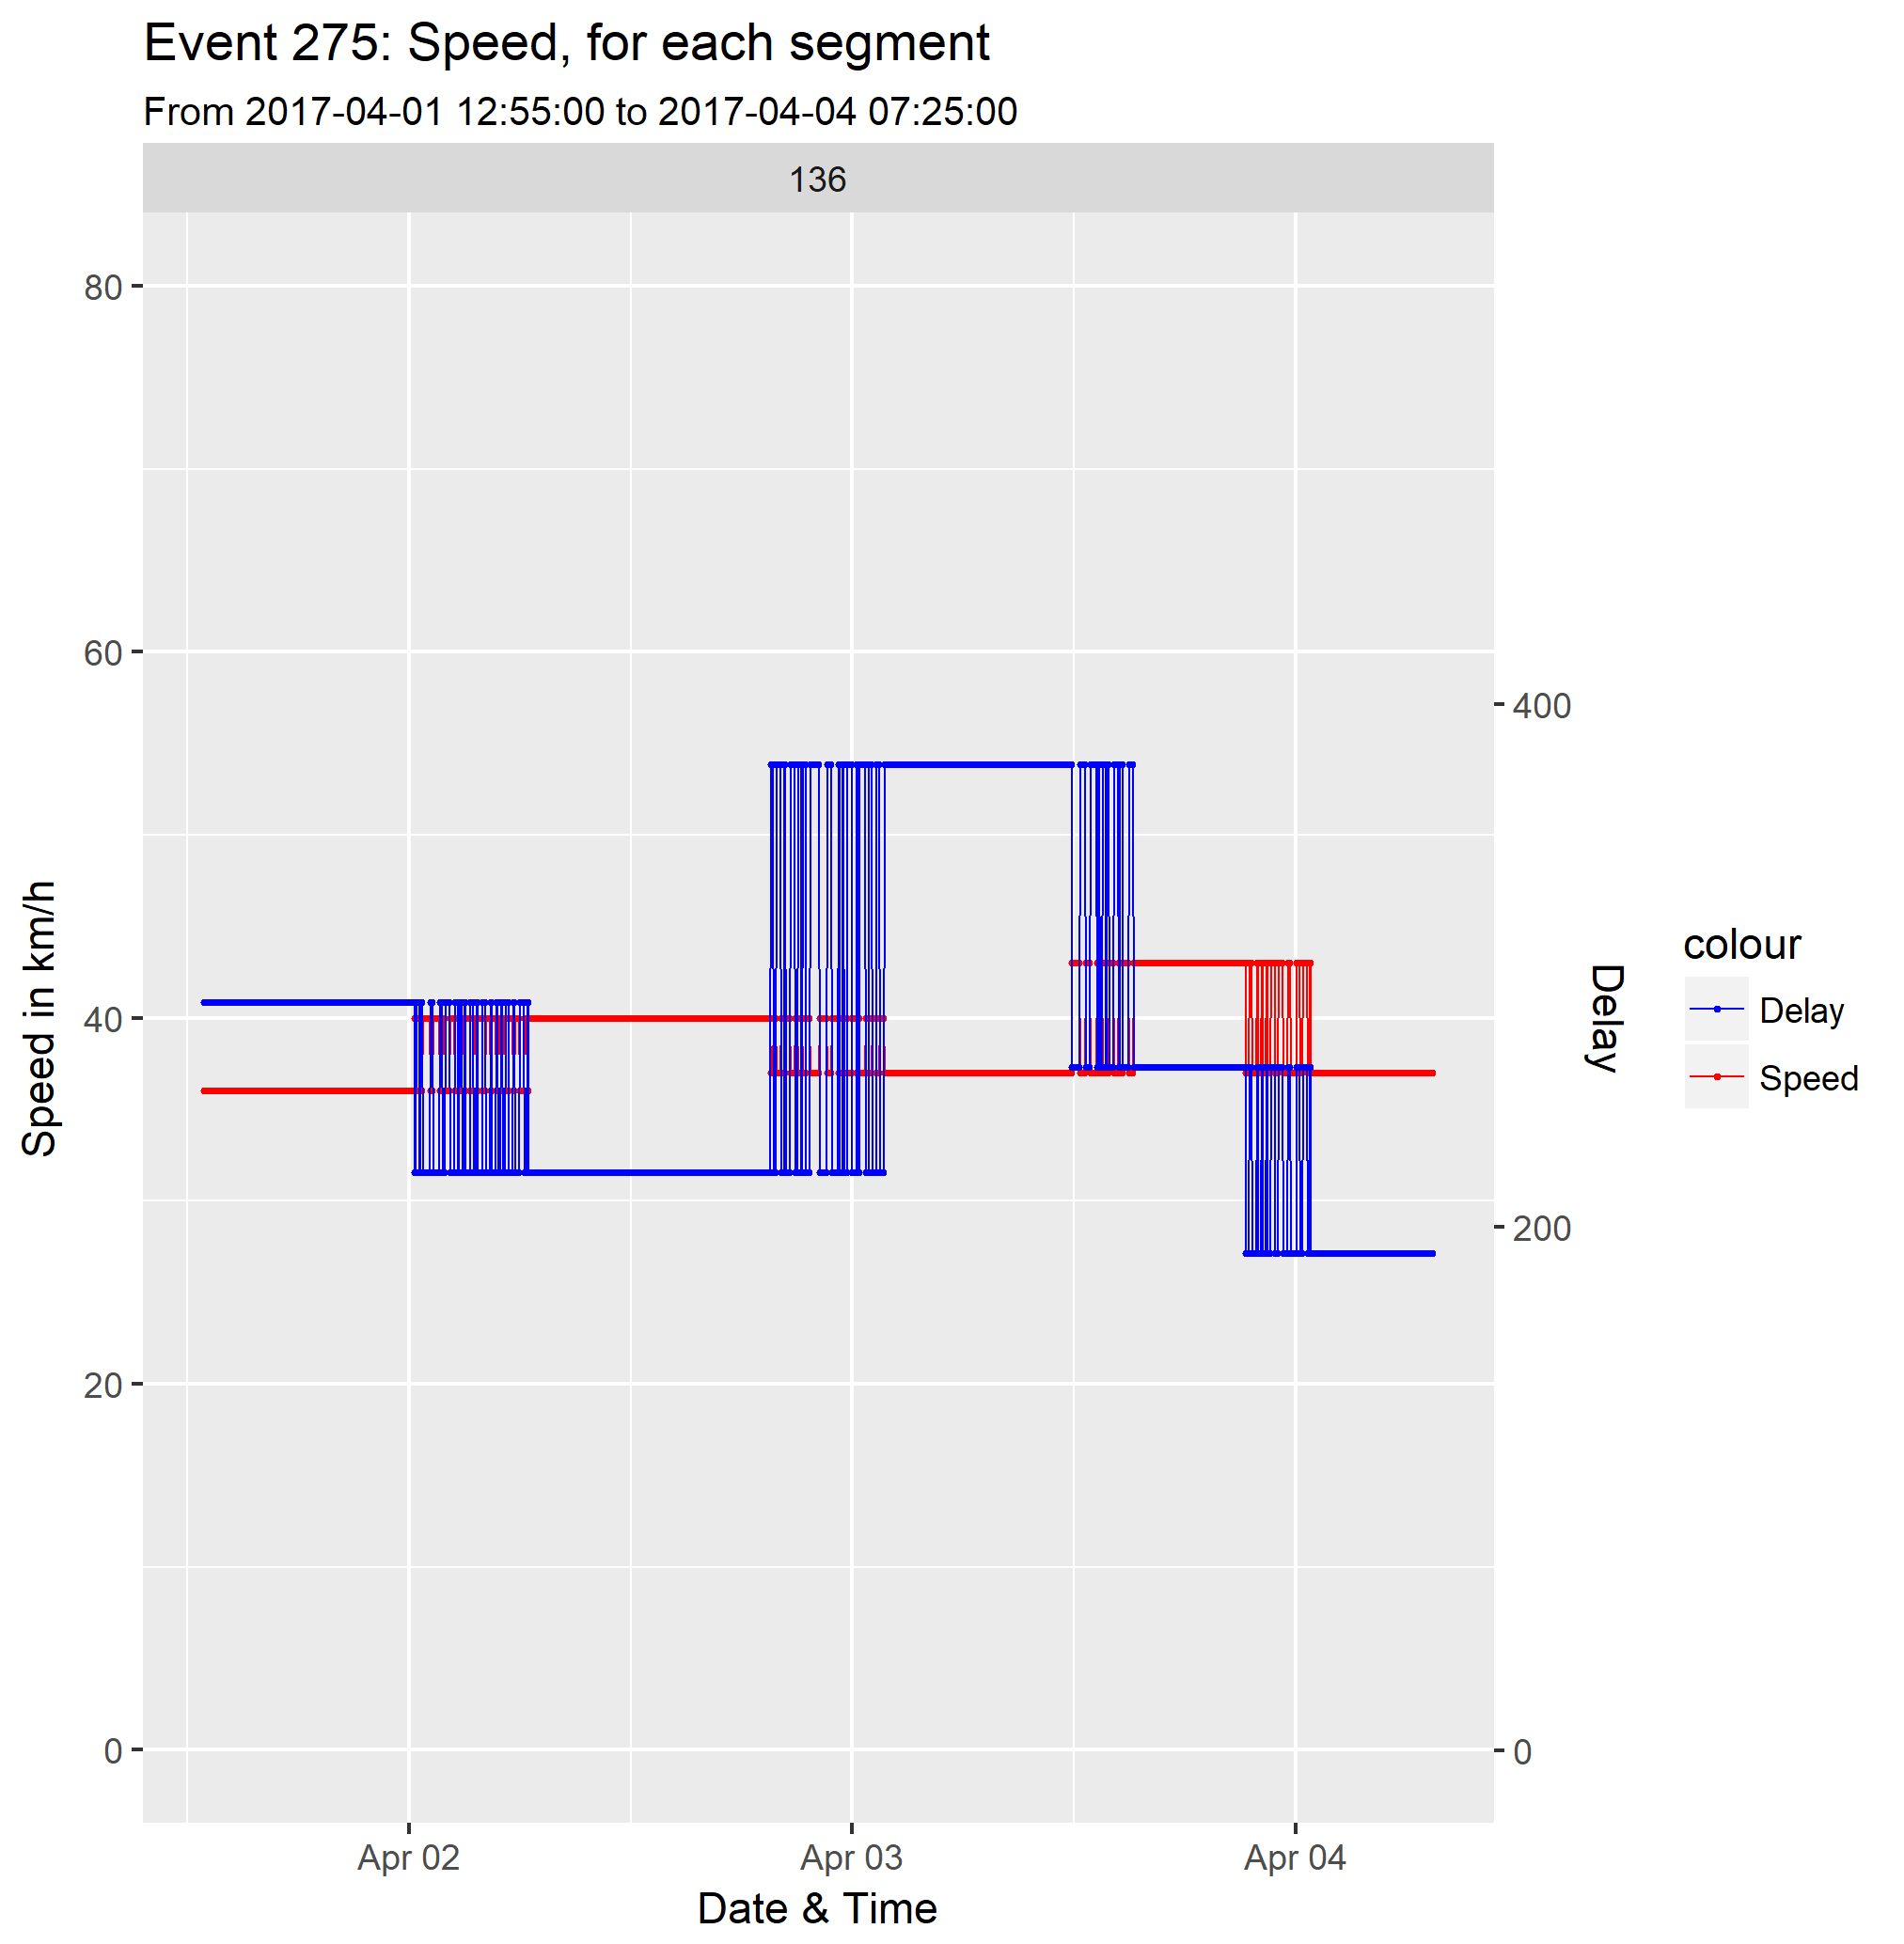 Event 275: Speed, for each segment
From 2017-04-01 12:55:00 to 2017-04-04 07:25:00
136
80
60
40
20
0
Speed in km/h
400
200
0
Delay
Apr 02
Apr 03
Apr 04
Date & Time
colour
Delay
Speed